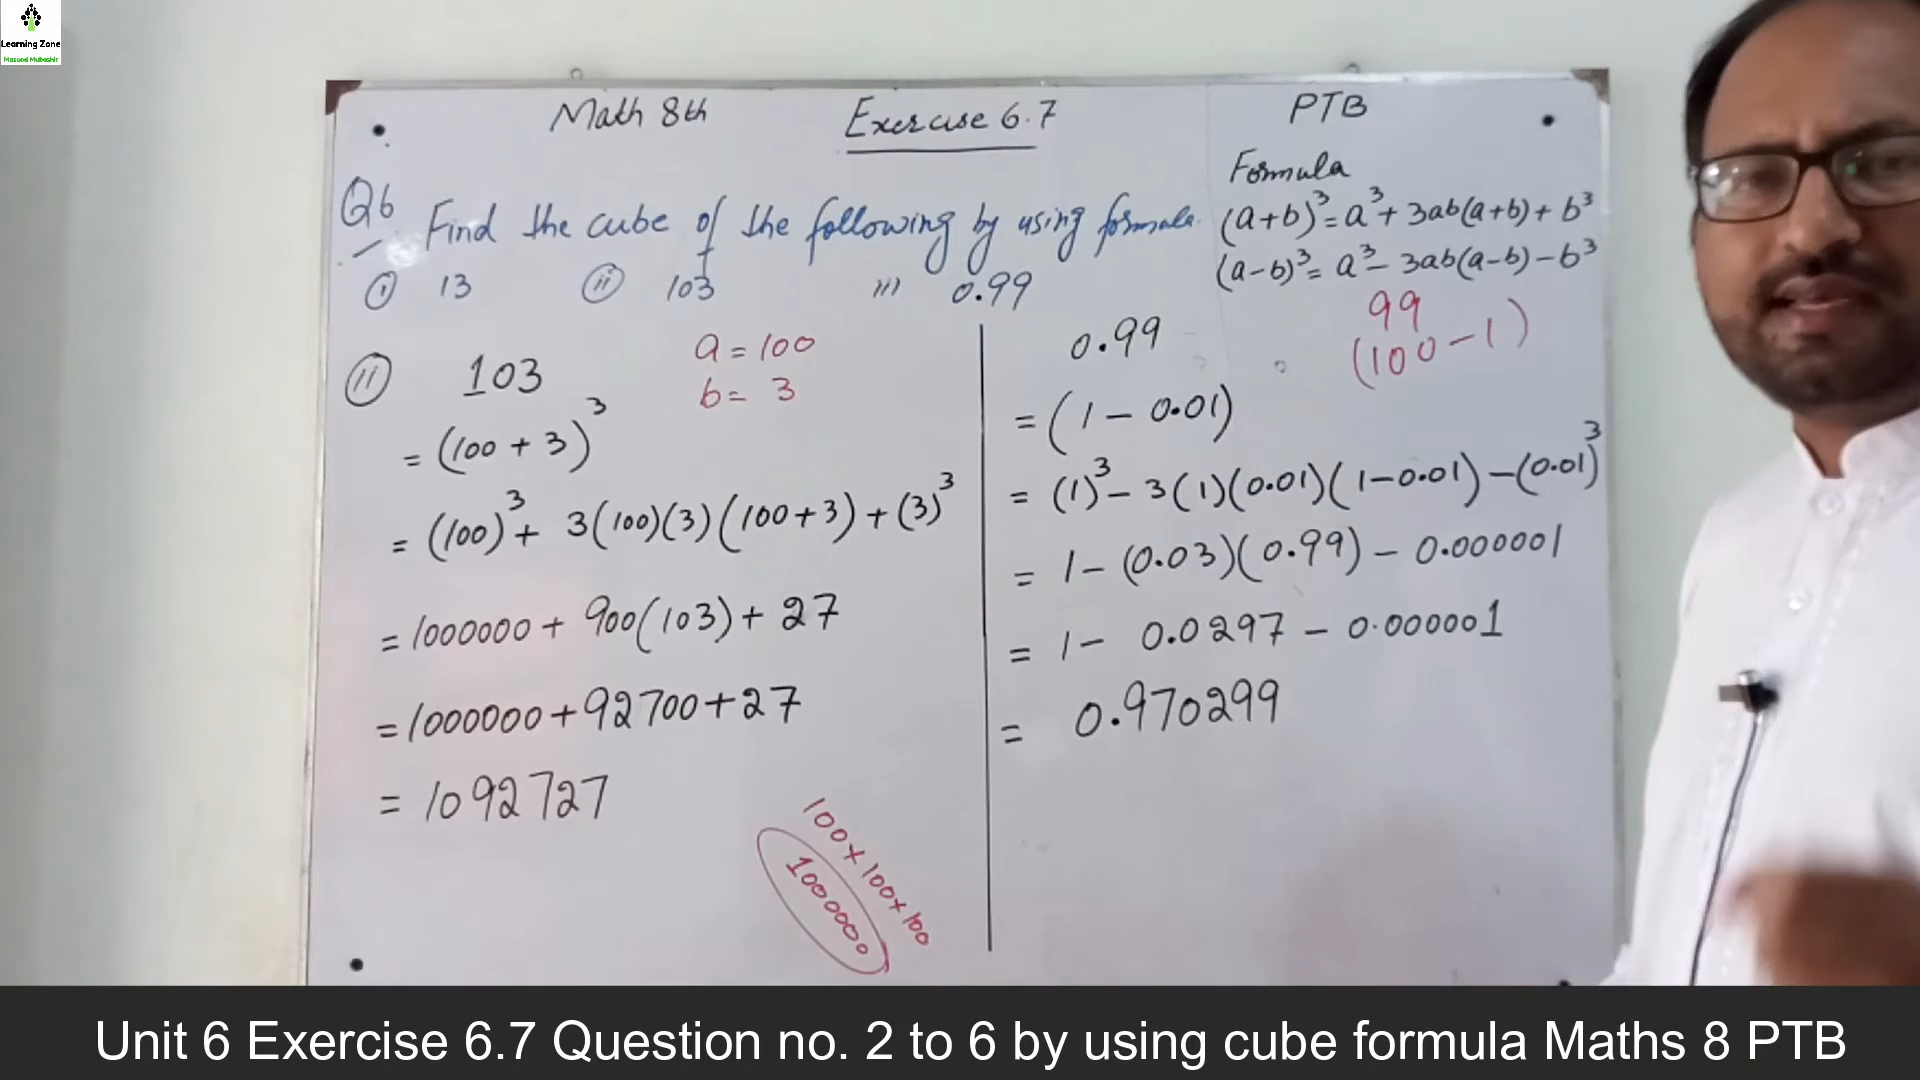 Learning Zone
Masood Mubashir
Math 8th Exercise 6.7 PTB
Q6 Find the cube of the following by using formula.
(i) 13 (ii) 103 iii) 0.99
Formula
(a+b)³ = a³ + 3ab(a+b) + b³
(a-b)³ = a³ - 3ab(a-b) - b³
99
(100 - 1)
(ii) 103
a = 100
b = 3
= (100 + 3)³
= (100)³ + 3(100)(3)(100+3) + (3)³
= 1000000 + 900(103) + 27
= 1000000 + 92700 + 27
= 1092727
100 × 100 × 100
1000000
0.99
= (1 - 0.01)
= (1)³ - 3(1)(0.01)(1-0.01) - (0.01)³
= 1 - (0.03)(0.99) - 0.000001
= 1 - 0.0297 - 0.000001
= 0.970299
Unit 6 Exercise 6.7 Question no. 2 to 6 by using cube formula Maths 8 PTB